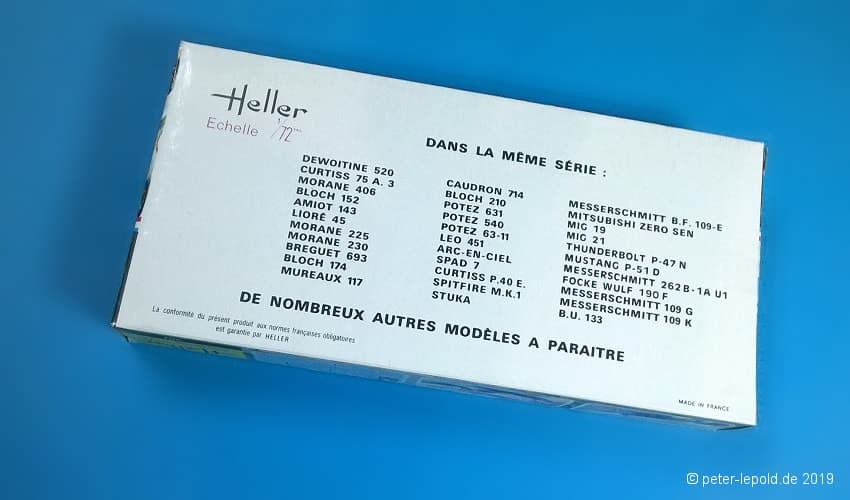 Heller
Echelle 1/72ème
DANS LA MÊME SÉRIE :
DEWOITINE 520
CURTISS 75 A. 3
MORANE 406
BLOCH 152
AMIOT 143
LIORÉ 45
MORANE 225
MORANE 230
BREGUET 693
BLOCH 174
MUREAUX 117
CAUDRON 714
BLOCH 210
POTEZ 631
POTEZ 540
POTEZ 63-11
LEO 451
ARC-EN-CIEL
SPAD 7
CURTISS P.40 E.
SPITFIRE M.K.1
STUKA
MESSERSCHMITT B.F. 109-E
MITSUBISHI ZERO SEN
MIG 19
MIG 21
THUNDERBOLT P-47 N
MUSTANG P-51 D
MESSERSCHMITT 262 B-1A U1
FOCKE WULF 190 F
MESSERSCHMITT 109 G
MESSERSCHMITT 109 K
B.U. 133
DE NOMBREUX AUTRES MODÈLES A PARAITRE
La conformité du présent produit aux normes françaises obligatoires
est garantie par HELLER
MADE IN FRANCE
© peter-lepold.de 2019